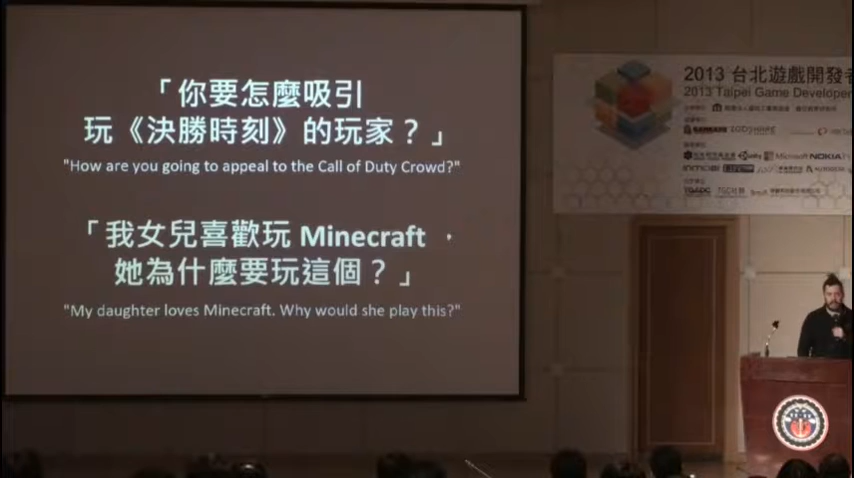 「你要怎麼吸引
玩《決勝時刻》的玩家？」
"How are you going to appeal to the Call of Duty Crowd?"
「我女兒喜歡玩 Minecraft ，
她為什麼要玩這個？」
"My daughter loves Minecraft. Why would she play this?"
2013 台北遊戲開發者
2013 Taipei Game Developer
Microsoft NOKIA
TGDC